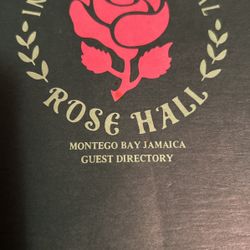 ROSE HALL
MONTEGO BAY JAMAICA
GUEST DIRECTORY